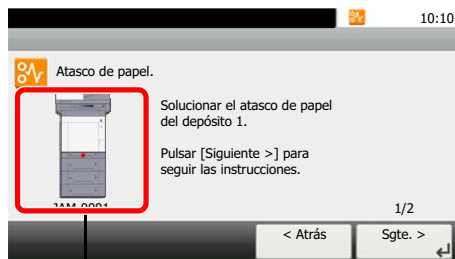 10:10
Atasco de papel.
Solucionar el atasco de papel
del depósito 1.
Pulsar [Siguiente >] para
seguir las instrucciones.
1/2
< Atrás
Sgte. >